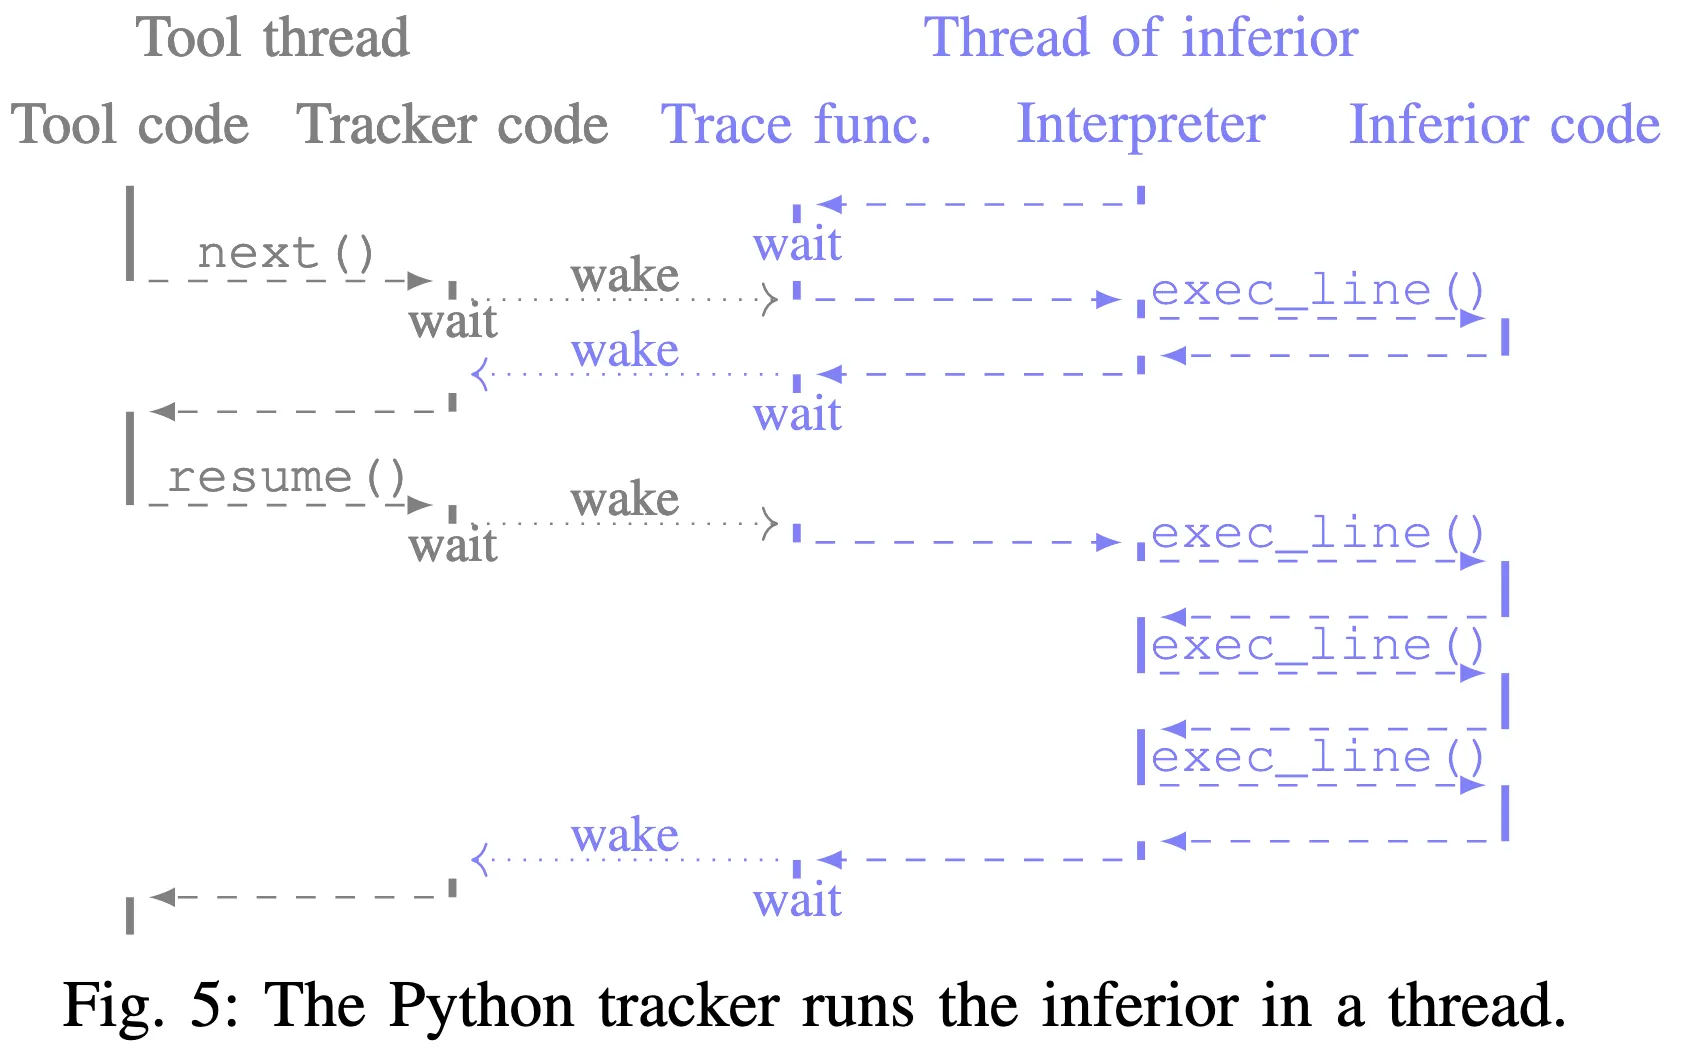 Tool thread Thread of inferior
Tool code Tracker code Trace func. Interpreter Inferior code
wait
next()
wake
exec_line()
wait
wake
wait
resume()
wake
exec_line()
wait
exec_line()
exec_line()
wake
wait
Fig. 5: The Python tracker runs the inferior in a thread.